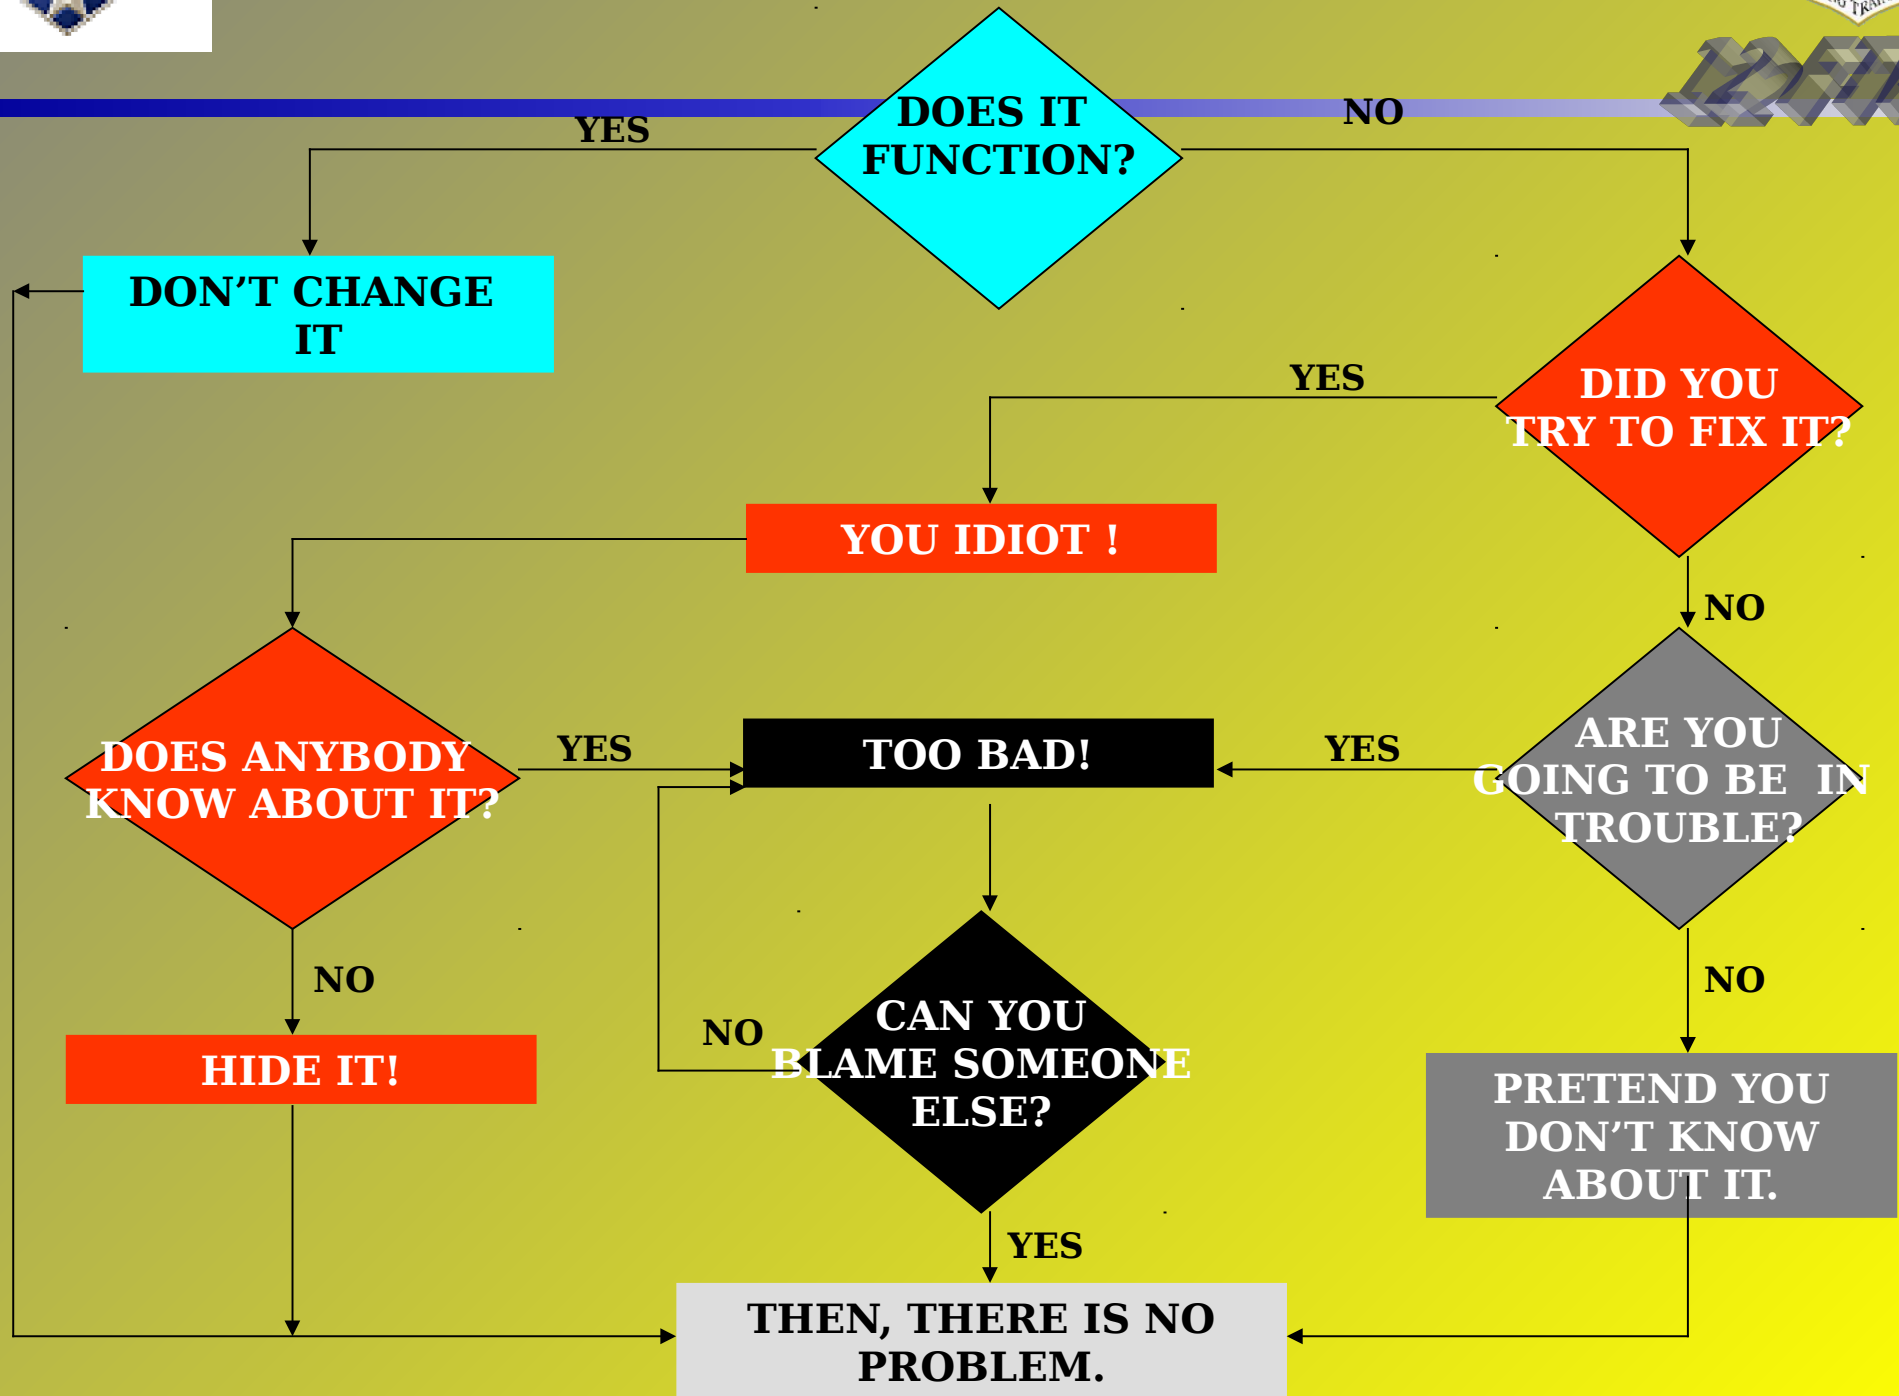 DOES IT
FUNCTION?
YES
NO
DON’T CHANGE
IT
DID YOU
TRY TO FIX IT?
YES
YOU IDIOT !
NO
DOES ANYBODY
KNOW ABOUT IT?
YES
TOO BAD!
YES
ARE YOU
GOING TO BE  IN
TROUBLE?
NO
NO
NO
CAN YOU
BLAME SOMEONE
ELSE?
HIDE IT!
PRETEND YOU
DON’T KNOW
ABOUT IT.
YES
THEN, THERE IS NO
PROBLEM.